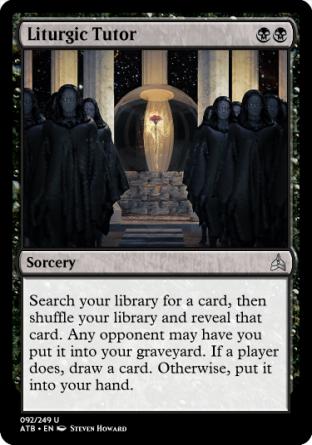 Liturgic Tutor
Sorcery
Search your library for a card, then
shuffle your library and reveal that
card. Any opponent may have you
put it into your graveyard. If a player
does, draw a card. Otherwise, put it
into your hand.
092/249 U
ATB • EN Steven Howard